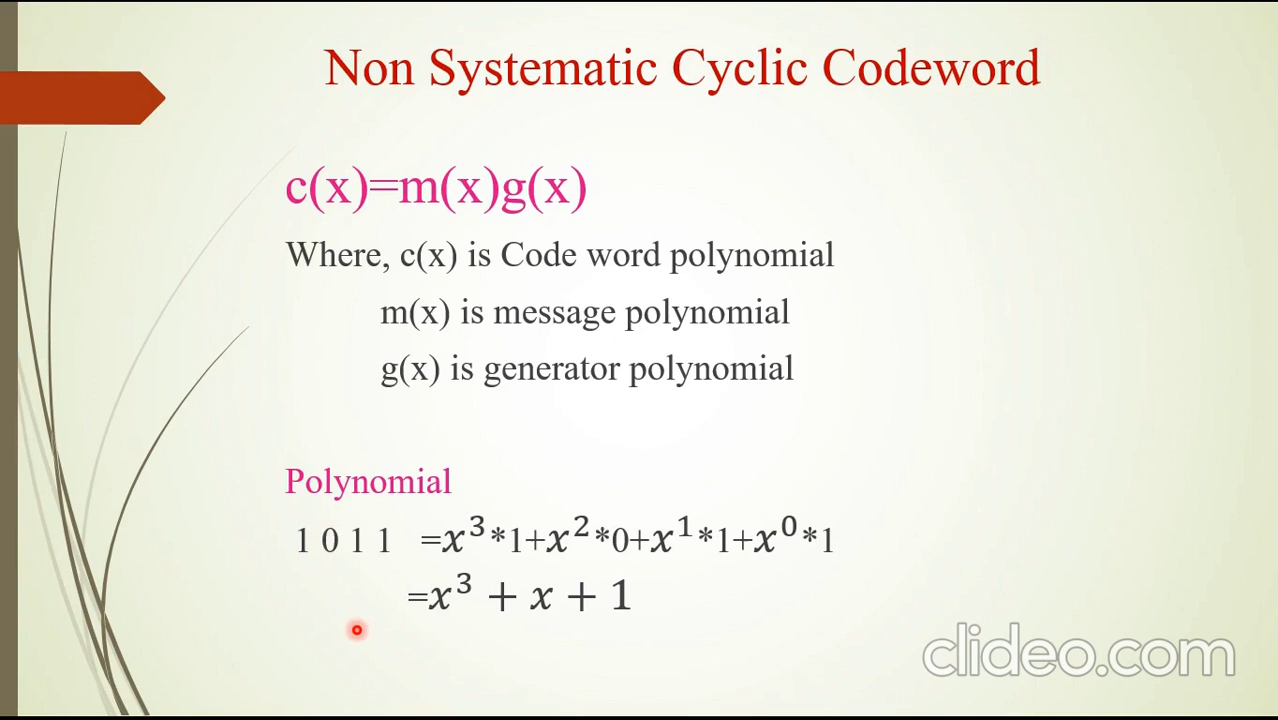 Non Systematic Cyclic Codeword
c(x)=m(x)g(x)
Where, c(x) is Code word polynomial
m(x) is message polynomial
g(x) is generator polynomial
Polynomial
1 0 1 1 =x³*1+x²*0+x¹*1+x⁰*1
=x³ + x + 1
clideo.com